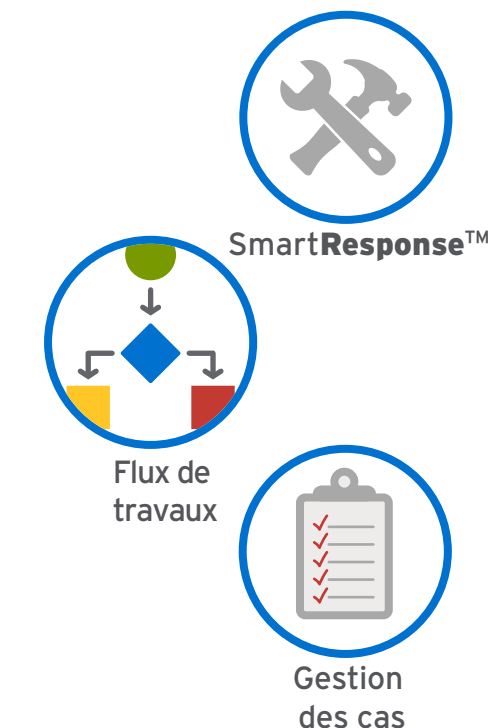 SmartResponse™
Flux de
travaux
Gestion
des cas